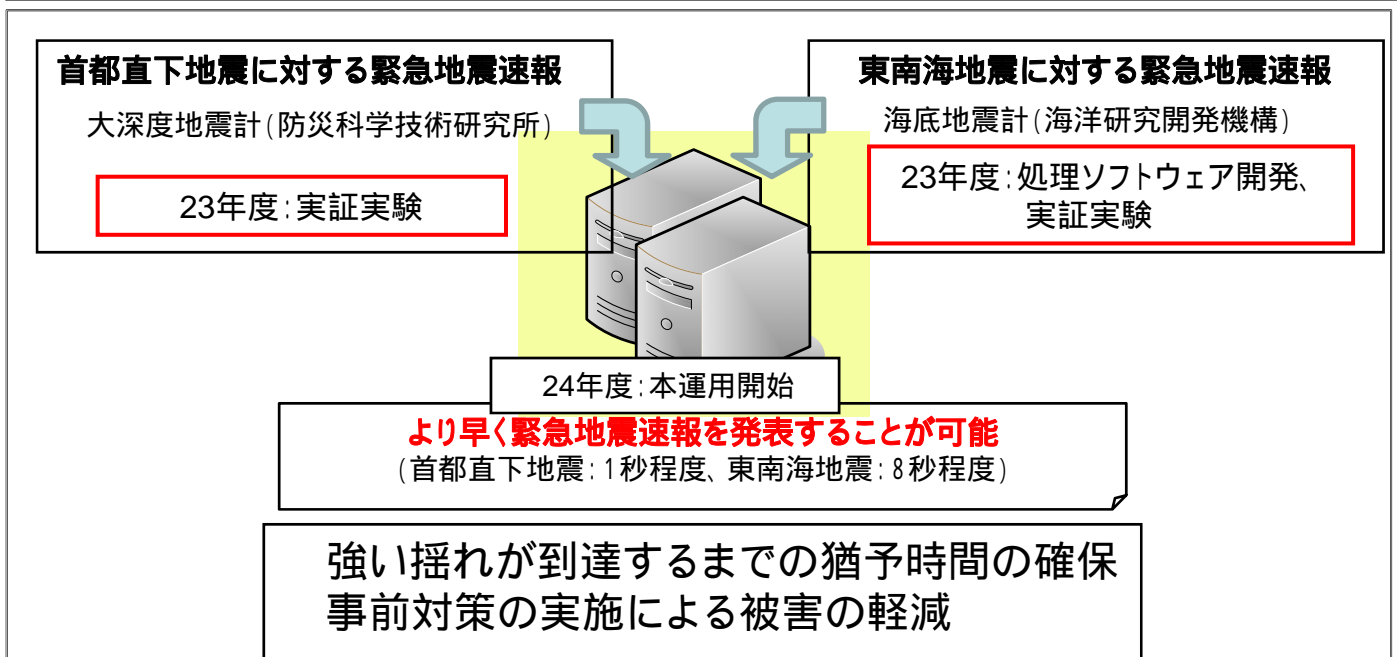 首都直下地震に対する緊急地震速報
大深度地震計(防災科学技術研究所)
23年度:実証実験
東南海地震に対する緊急地震速報
海底地震計(海洋研究開発機構)
23年度:処理ソフトウェア開発、
実証実験
24年度:本運用開始
より早く緊急地震速報を発表することが可能
(首都直下地震:1秒程度、東南海地震:8秒程度)
強い揺れが到達するまでの猶予時間の確保
事前対策の実施による被害の軽減